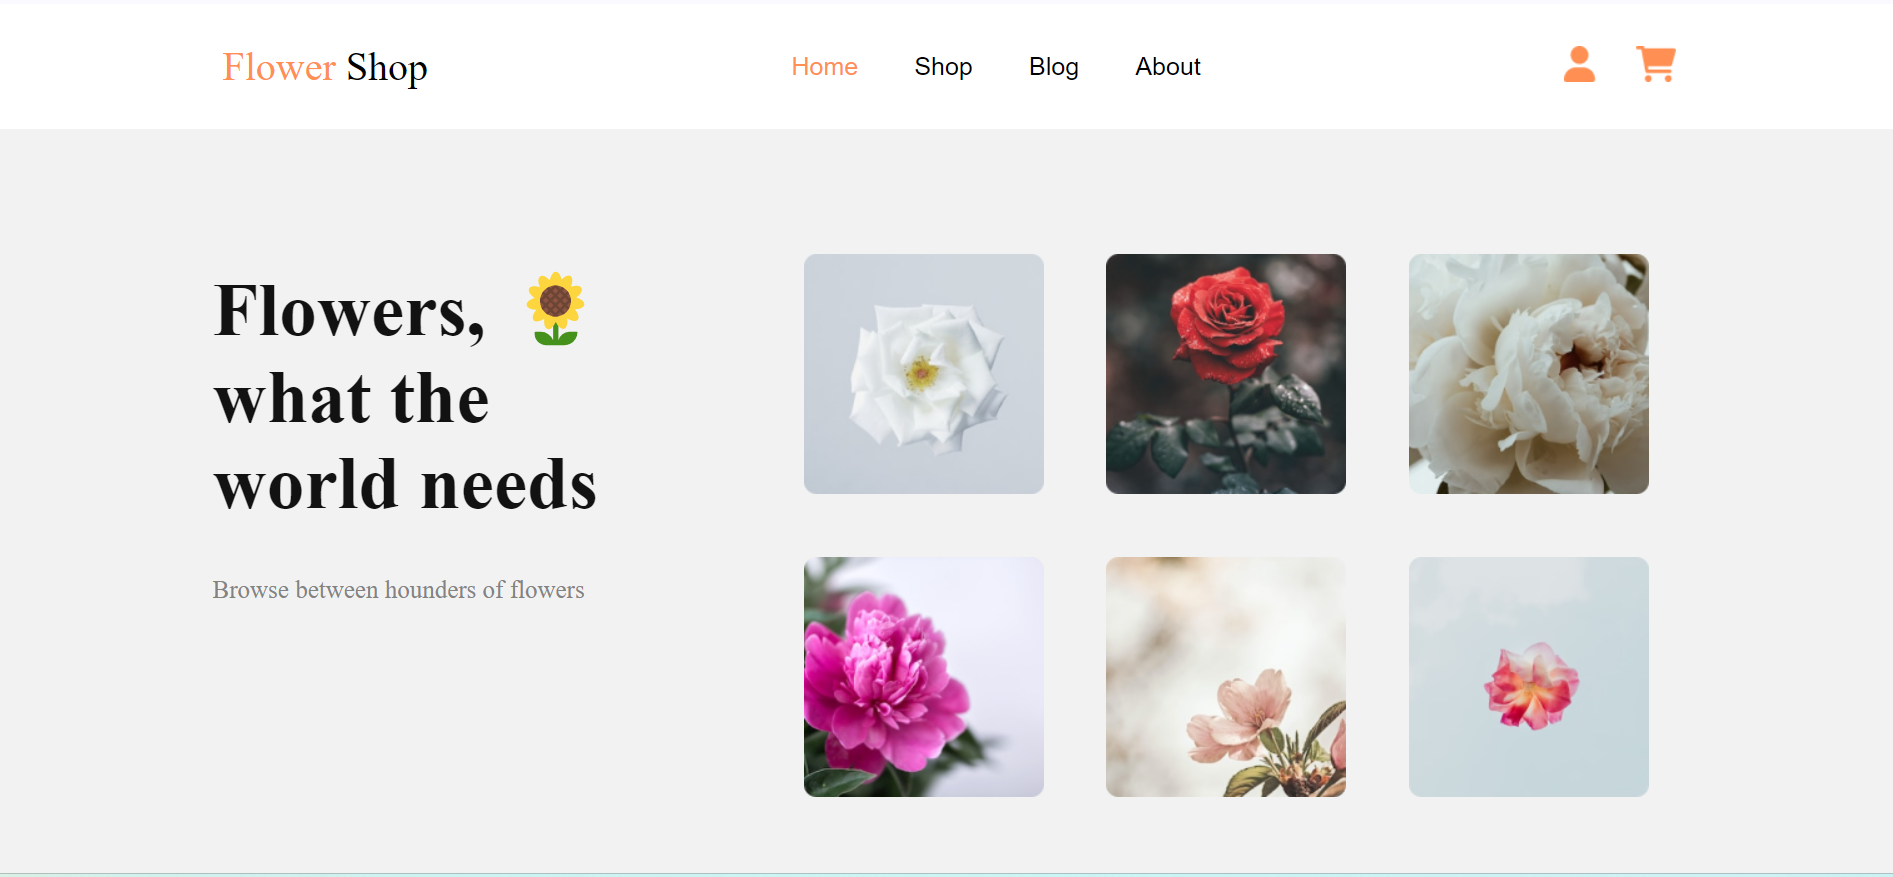 Flower Shop
Home Shop Blog About
Flowers, 🌻
what the
world needs
Browse between hounders of flowers